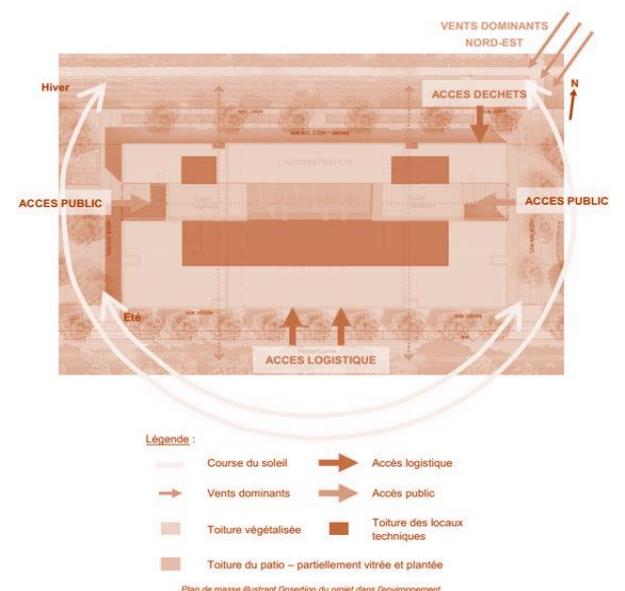 VENTS DOMINANTS
NORD-EST
Hiver
N
ACCES DECHETS
L'ADMINISTRATION
ACCES PUBLIC
ACCES PUBLIC
Eté
ACCES LOGISTIQUE
Légende :
Course du soleil
Accès logistique
Vents dominants
Accès public
Toiture végétalisée
Toiture des locaux
techniques
Toiture du patio – partiellement vitrée et plantée
Plan de masse illustrant l'insertion du projet dans l'environnement